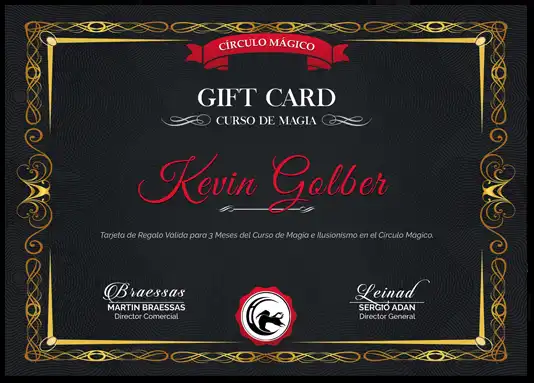 CÍRCULO MÁGICO
GIFT CARD
CURSO DE MAGIA
Kevin Golber
Tarjeta de Regalo Válida para 3 Meses del Curso de Magia e Ilusionismo en el Círculo Mágico.
Braessas
MARTIN BRAESSAS
Director Comercial
Leinad
SERGIO ADAN
Director General